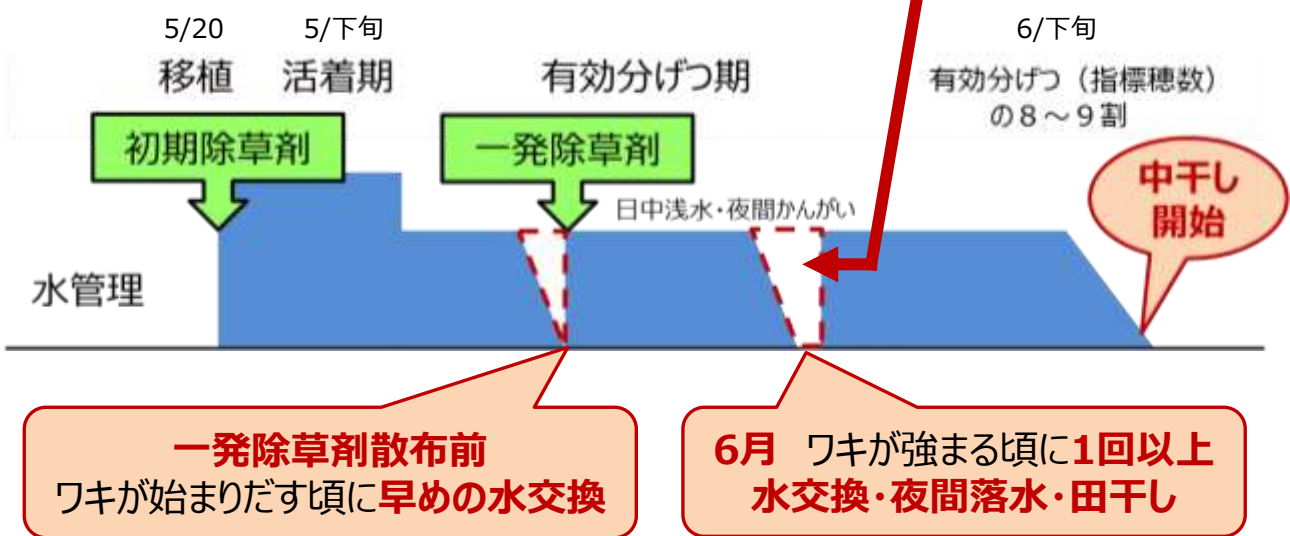 5/20
5/下旬
6/下旬
移植
活着期
有効分げつ期
有効分げつ（指標穂数）
の８～９割
初期除草剤
一発除草剤
中干し
開始
日中浅水・夜間かんがい
水管理
一発除草剤散布前
ワキが始まりだす頃に早めの水交換
6月　ワキが強まる頃に1回以上
水交換・夜間落水・田干し